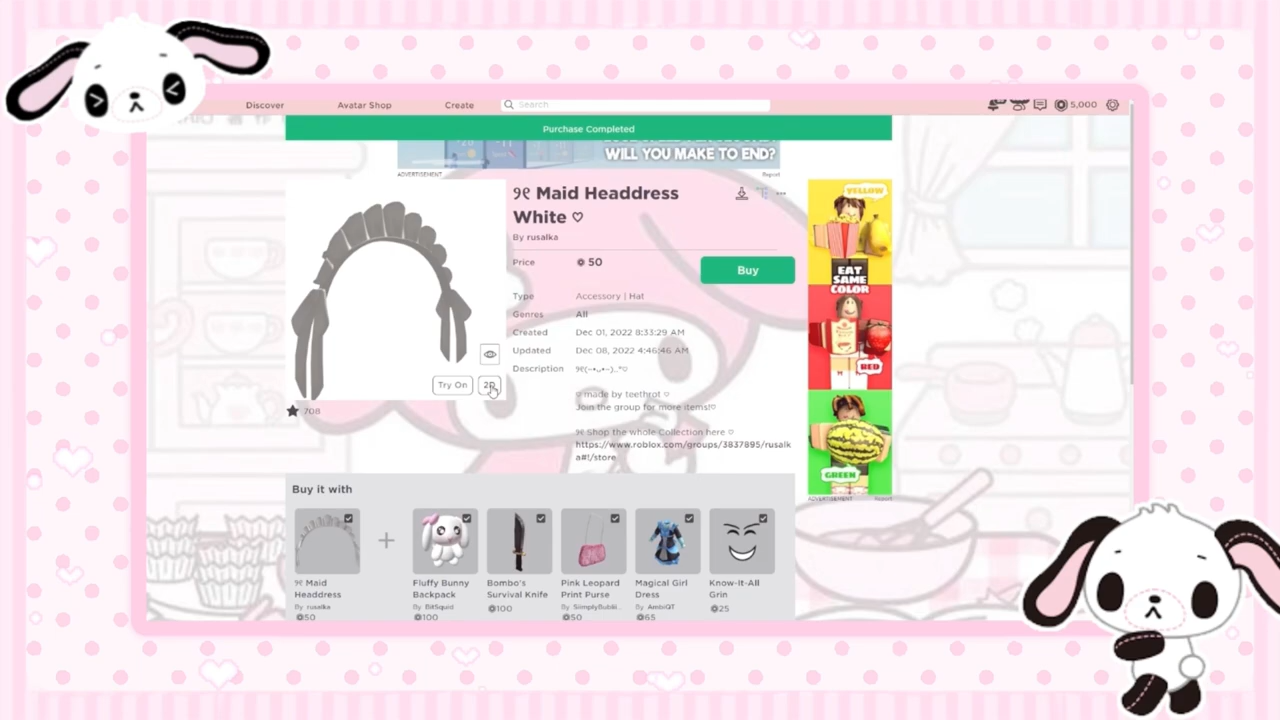 Discover Avatar Shop Create Search 5,000
Purchase Completed
WILL YOU MAKE TO END?
ADVERTISEMENT Report
୨୧ Maid Headdress
White ♡
By rusalka
Price 50
Buy
Type Accessory | Hat
Genres All
Created Dec 01, 2022 8:33:29 AM
Updated Dec 08, 2022 4:46:46 AM
Description
♡ made by teethrot ♡
Join the group for more items!♡
୨୧ Shop the whole Collection here ♡
https://www.roblox.com/groups/3837895/rusalk
a#!/store
Try On 2D
708
YELLOW
EAT
SAME
COLOR
RED
GREEN
ADVERTISEMENT Report
Buy it with
୨୧ Maid
Headdress
By rusalka
50
Fluffy Bunny
Backpack
By BitSquid
100
Bombo's
Survival Knife
100
Pink Leopard
Print Purse
50
Magical Girl
Dress
By AmbiQT
65
Know-It-All
Grin
25